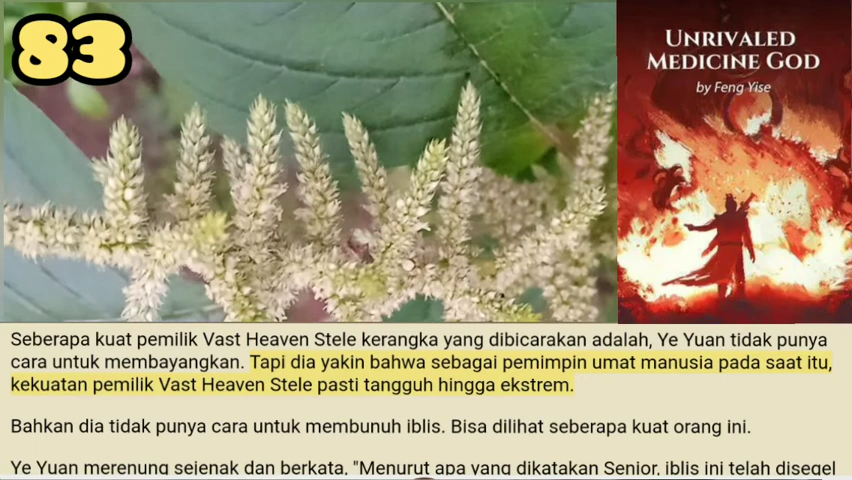 83
UNRIVALED
MEDICINE GOD
by Feng Yise
Seberapa kuat pemilik Vast Heaven Stele kerangka yang dibicarakan adalah, Ye Yuan tidak punya
cara untuk membayangkan. Tapi dia yakin bahwa sebagai pemimpin umat manusia pada saat itu,
kekuatan pemilik Vast Heaven Stele pasti tangguh hingga ekstrem.
Bahkan dia tidak punya cara untuk membunuh iblis. Bisa dilihat seberapa kuat orang ini.
Ye Yuan merenung sejenak dan berkata, "Menurut apa yang dikatakan Senior, iblis ini telah disegel